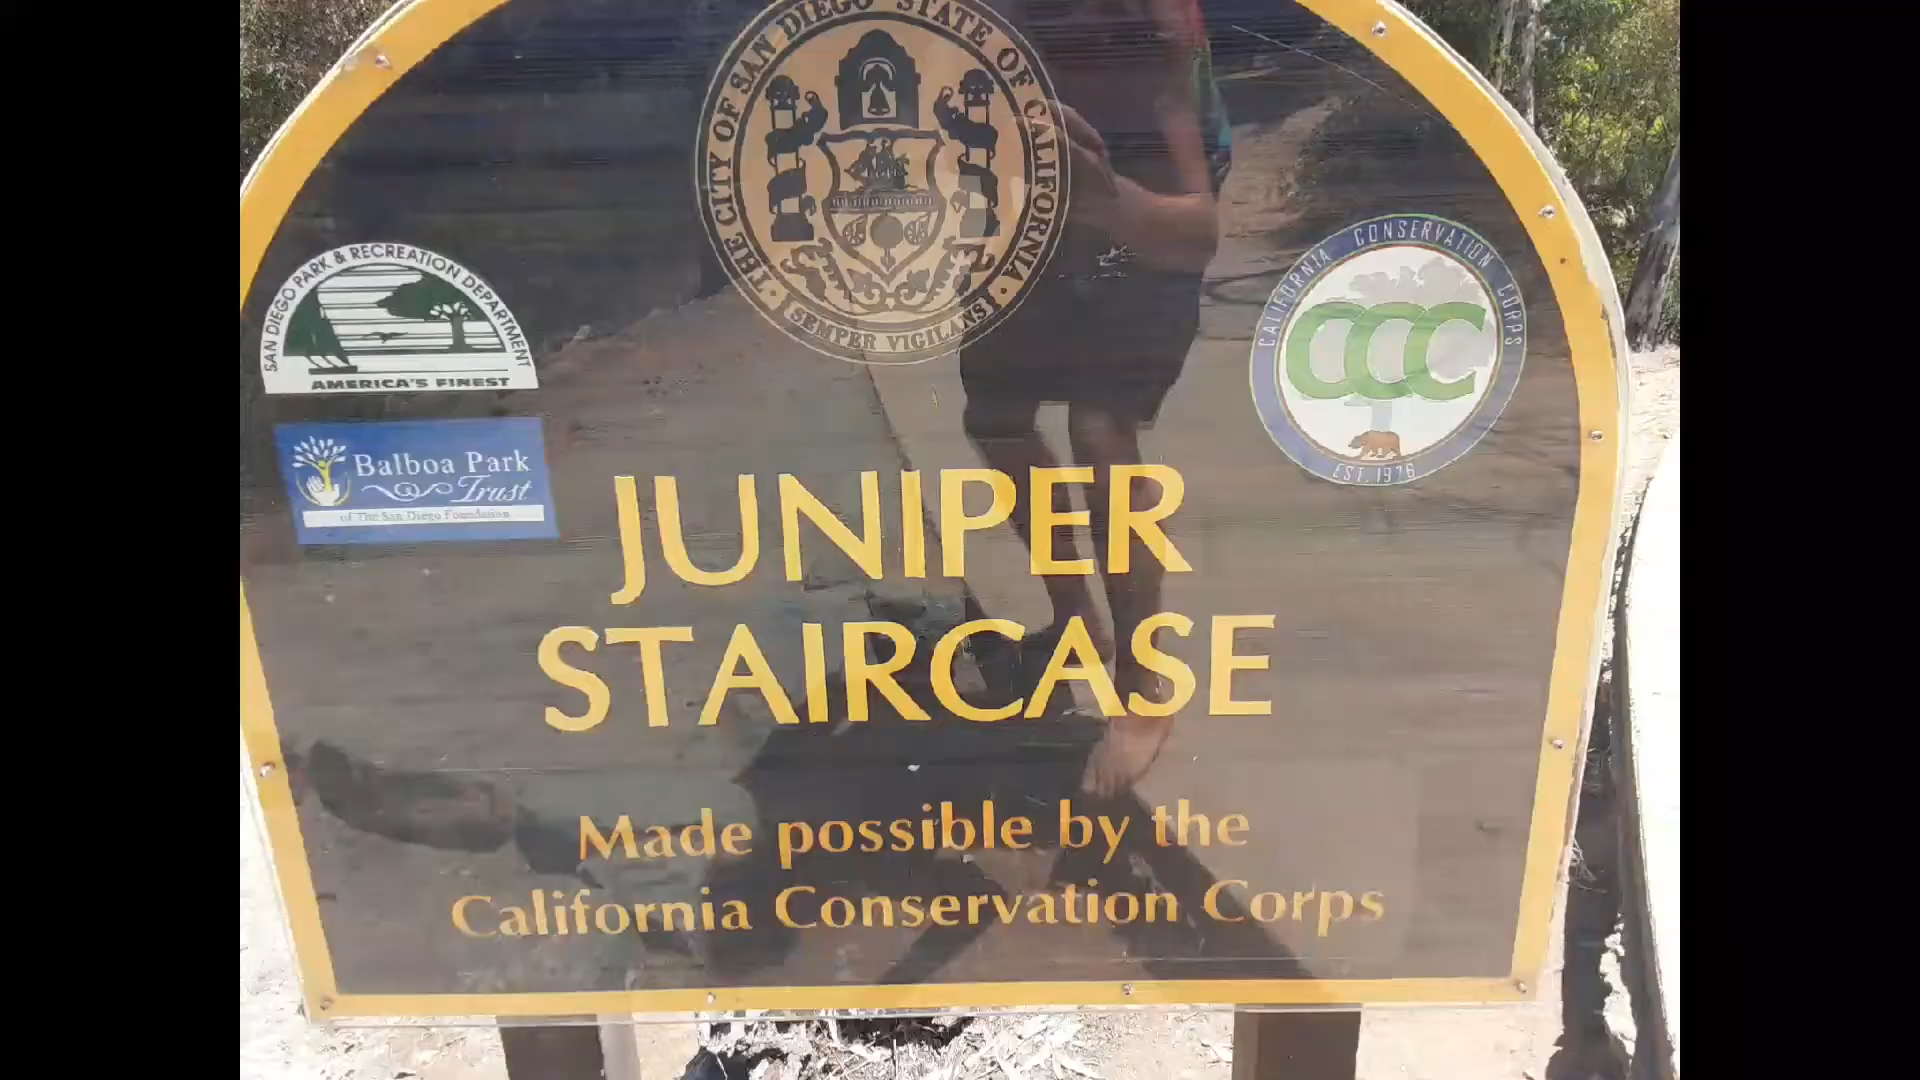 THE CITY OF SAN DIEGO STATE OF CALIFORNIA
SEMPER VIGILANS
SAN DIEGO PARK & RECREATION DEPARTMENT
AMERICA'S FINEST
Balboa Park
Trust
of The San Diego Foundation
CALIFORNIA CONSERVATION CORPS
CCC
EST. 1976
JUNIPER
STAIRCASE
Made possible by the
California Conservation Corps